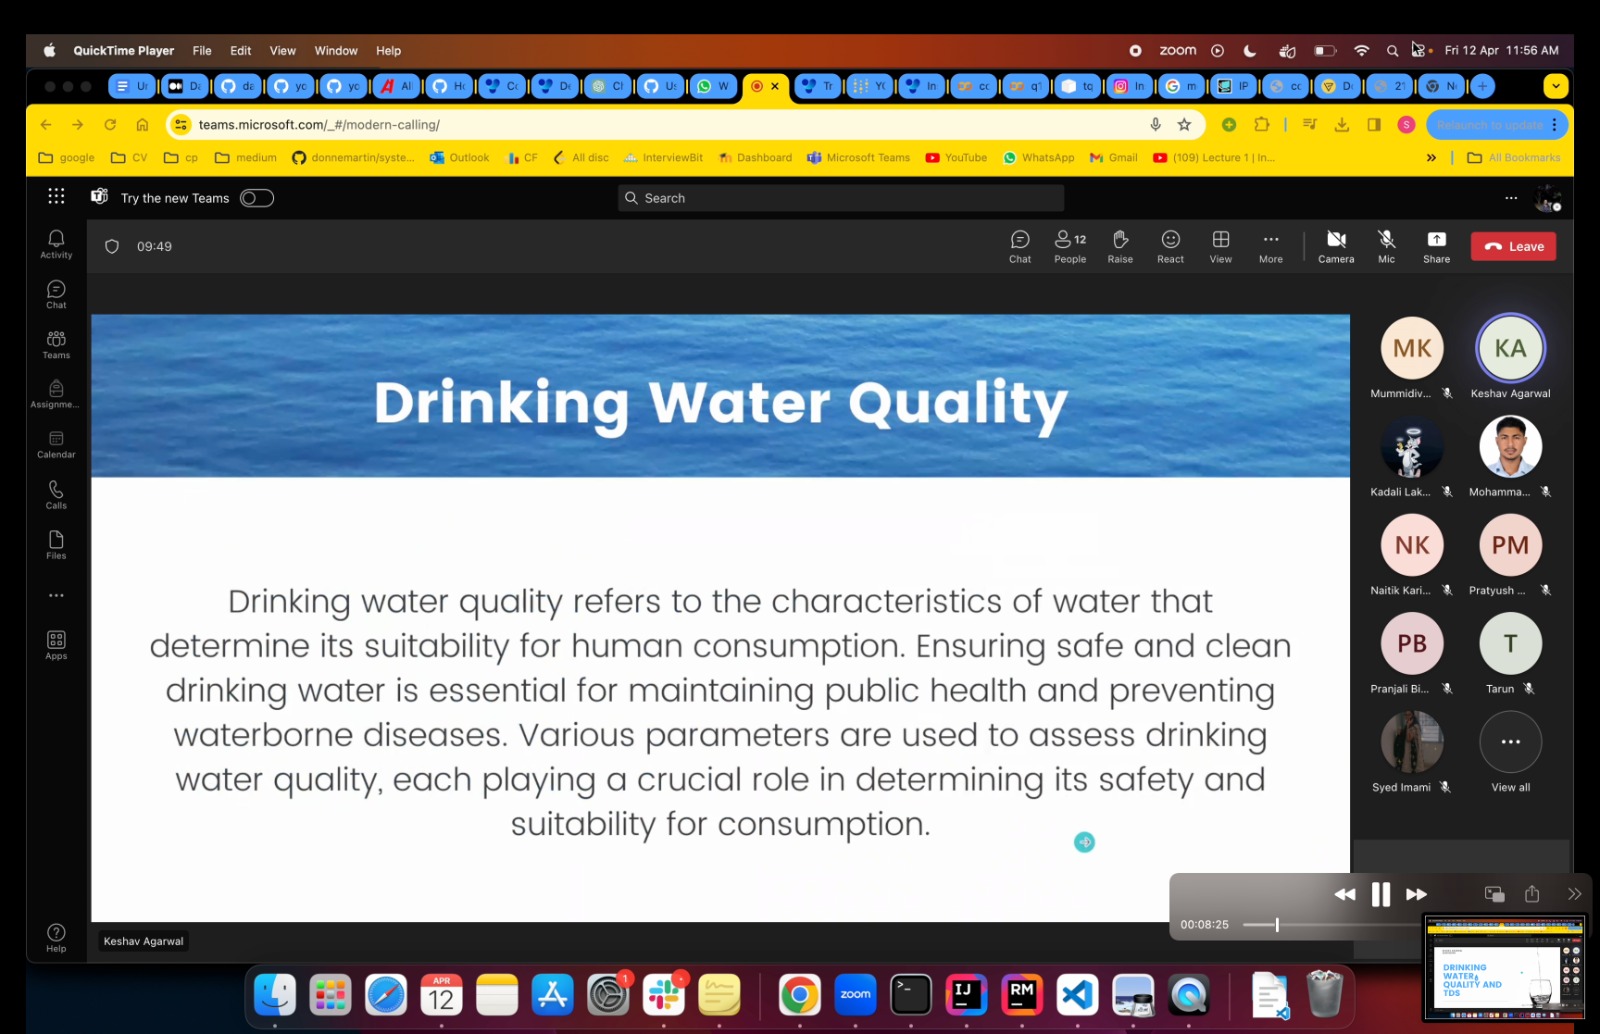 QuickTime Player File Edit View Window Help
zoom Fri 12 Apr 11:56 AM
teams.microsoft.com/_#/modern-calling/
Relaunch to update
google CV cp medium donnemartin/syste... Outlook CF All disc InterviewBit Dashboard Microsoft Teams YouTube WhatsApp Gmail (109) Lecture 1 | In... » All Bookmarks
Try the new Teams
Search
09:49
Chat
12
People
Raise
React
View
More
Camera
Mic
Share
Leave
Activity
Chat
Teams
Assignme...
Calendar
Calls
Files
Apps
Help
Drinking Water Quality
Drinking water quality refers to the characteristics of water that
determine its suitability for human consumption. Ensuring safe and clean
drinking water is essential for maintaining public health and preventing
waterborne diseases. Various parameters are used to assess drinking
water quality, each playing a crucial role in determining its safety and
suitability for consumption.
Keshav Agarwal
MK KA
Mummidiv... Keshav Agarwal
Kadali Lak... Mohamma...
NK PM
Naitik Kari... Pratyush ...
PB T
Pranjali Bi... Tarun
Syed Imami View all
00:08:25
DRINKING
WATER
QUALITY AND
TDS
APR
12
1
zoom
IJ
RM